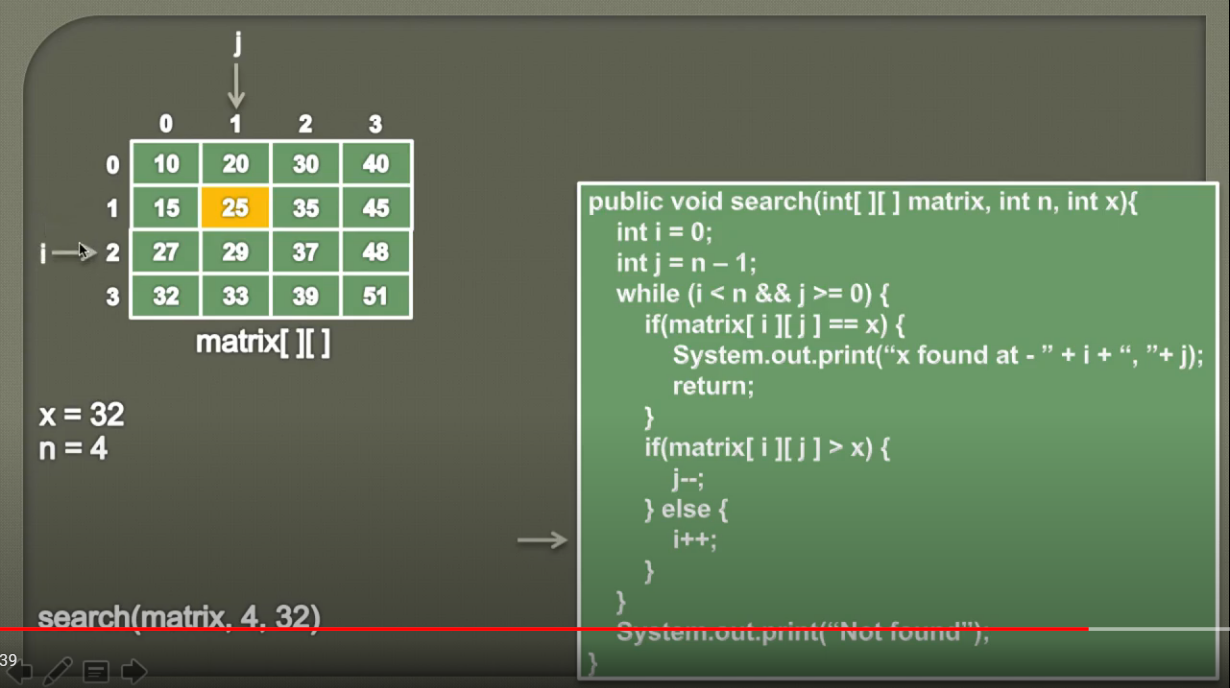 j
0 1 2 3
0 10 20 30 40
1 15 25 35 45
i 2 27 29 37 48
3 32 33 39 51
matrix[ ][ ]
x = 32
n = 4
search(matrix, 4, 32)
public void search(int[ ][ ] matrix, int n, int x){
int i = 0;
int j = n – 1;
while (i < n && j >= 0) {
if(matrix[ i ][ j ] == x) {
System.out.print(“x found at - ” + i + “, ”+ j);
return;
}
if(matrix[ i ][ j ] > x) {
j--;
} else {
i++;
}
}
System.out.print(“Not found”);
}
39